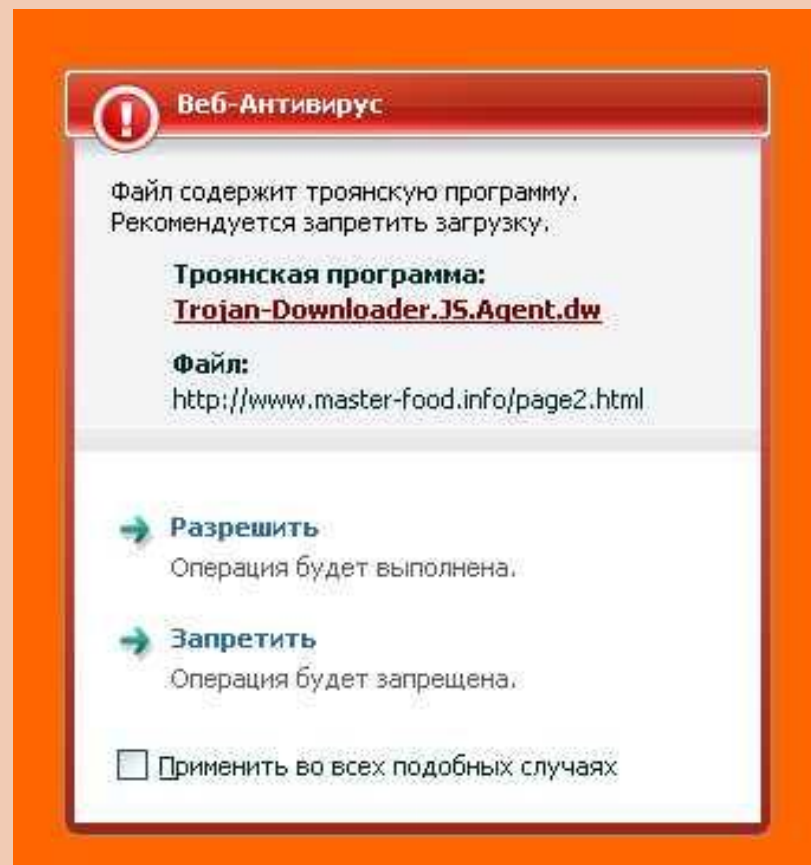 Веб-Антивирус
Файл содержит троянскую программу.
Рекомендуется запретить загрузку.
Троянская программа:
Trojan-Downloader.JS.Agent.dw
Файл:
http://www.master-food.info/page2.html
Разрешить
Операция будет выполнена.
Запретить
Операция будет запрещена.
Применить во всех подобных случаях